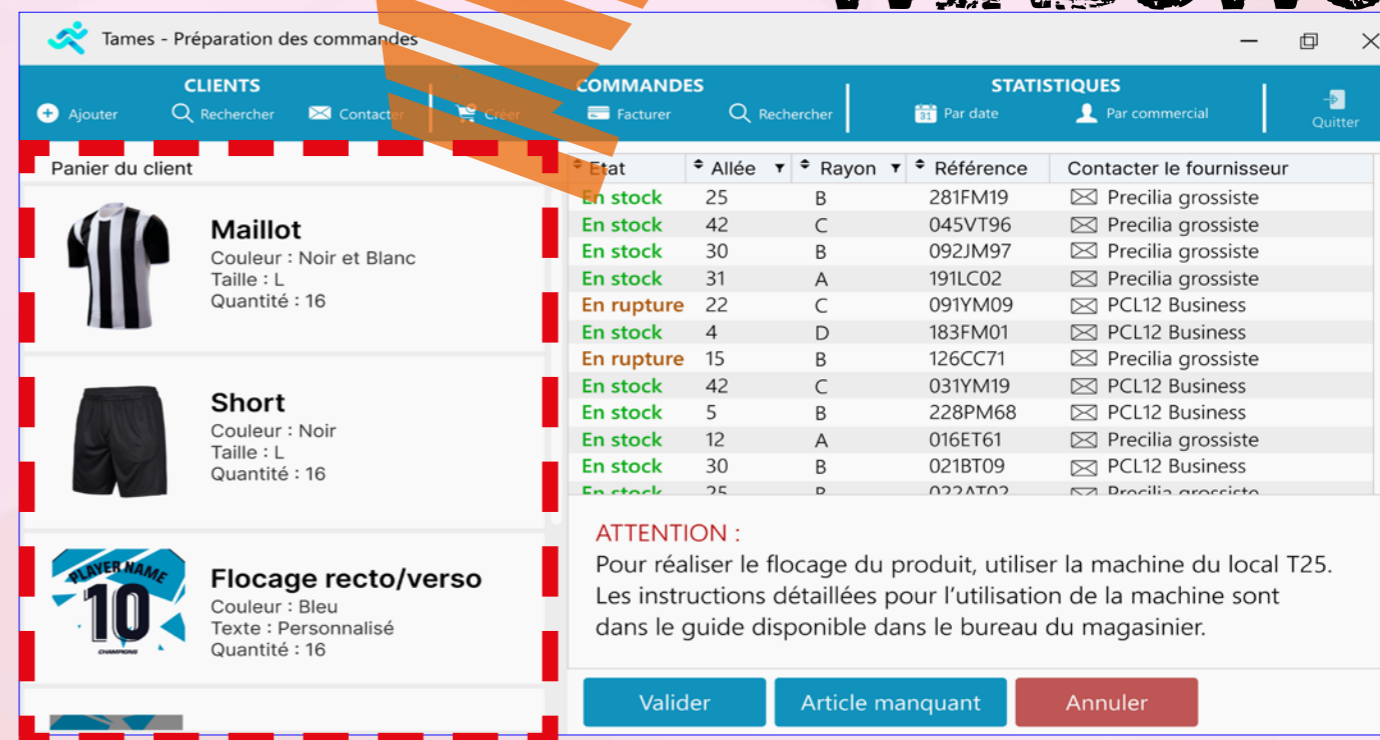 Tames - Préparation des commandes
CLIENTS
Ajouter Rechercher Contacter
COMMANDES
Créer Facturer Rechercher
STATISTIQUES
31 Par date Par commercial
Quitter
Panier du client
Maillot
Couleur : Noir et Blanc
Taille : L
Quantité : 16
Short
Couleur : Noir
Taille : L
Quantité : 16
PLAYER NAME
10
CHAMPIONS
Flocage recto/verso
Couleur : Bleu
Texte : Personnalisé
Quantité : 16
Etat Allée Rayon Référence Contacter le fournisseur
En stock 25 B 281FM19 Precilia grossiste
En stock 42 C 045VT96 Precilia grossiste
En stock 30 B 092JM97 Precilia grossiste
En stock 31 A 191LC02 Precilia grossiste
En rupture 22 C 091YM09 PCL12 Business
En stock 4 D 183FM01 PCL12 Business
En rupture 15 B 126CC71 Precilia grossiste
En stock 42 C 031YM19 PCL12 Business
En stock 5 B 228PM68 PCL12 Business
En stock 12 A 016ET61 Precilia grossiste
En stock 30 B 021BT09 PCL12 Business
En stock 25 022AT02 Precilia grossiste
ATTENTION :
Pour réaliser le flocage du produit, utiliser la machine du local T25.
Les instructions détaillées pour l’utilisation de la machine sont
dans le guide disponible dans le bureau du magasinier.
Valider Article manquant Annuler